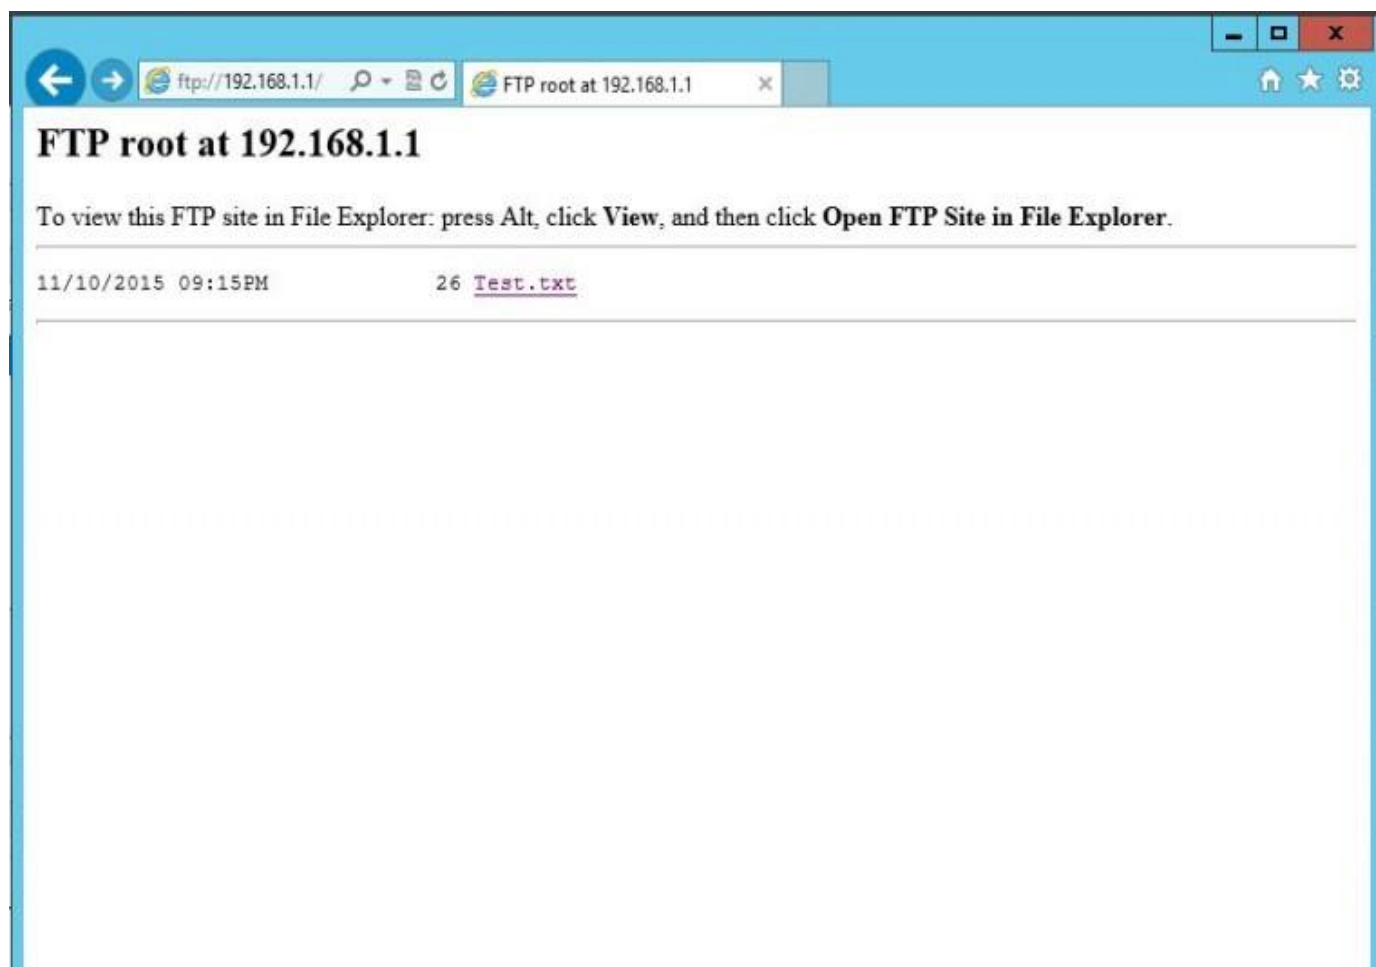 ftp://192.168.1.1/
FTP root at 192.168.1.1
FTP root at 192.168.1.1
To view this FTP site in File Explorer: press Alt, click View, and then click Open FTP Site in File Explorer.
11/10/2015 09:15PM 26 Test.txt